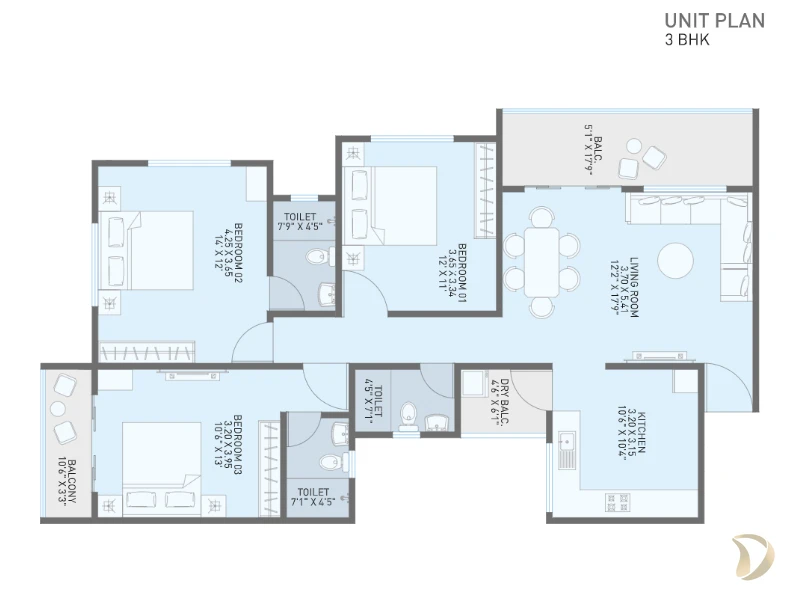 UNIT PLAN
3 BHK
BALC.
5'1" X 17'9"
TOILET
7'9" X 4'5"
BEDROOM 02
4.25 X 3.65
14' X 12'
BEDROOM 01
3.65 X 3.34
12' X 11'
LIVING ROOM
3.70 X 5.41
12'2" X 17'9"
TOILET
4'5" X 7'1"
DRY BALC.
4'6" X 6'1"
KITCHEN
3.20 X 3.15
10'6" X 10'4"
BEDROOM 03
3.20 X 3.95
10'6" X 13'
BALCONY
10'6" X 3'3"
TOILET
7'1" X 4'5"